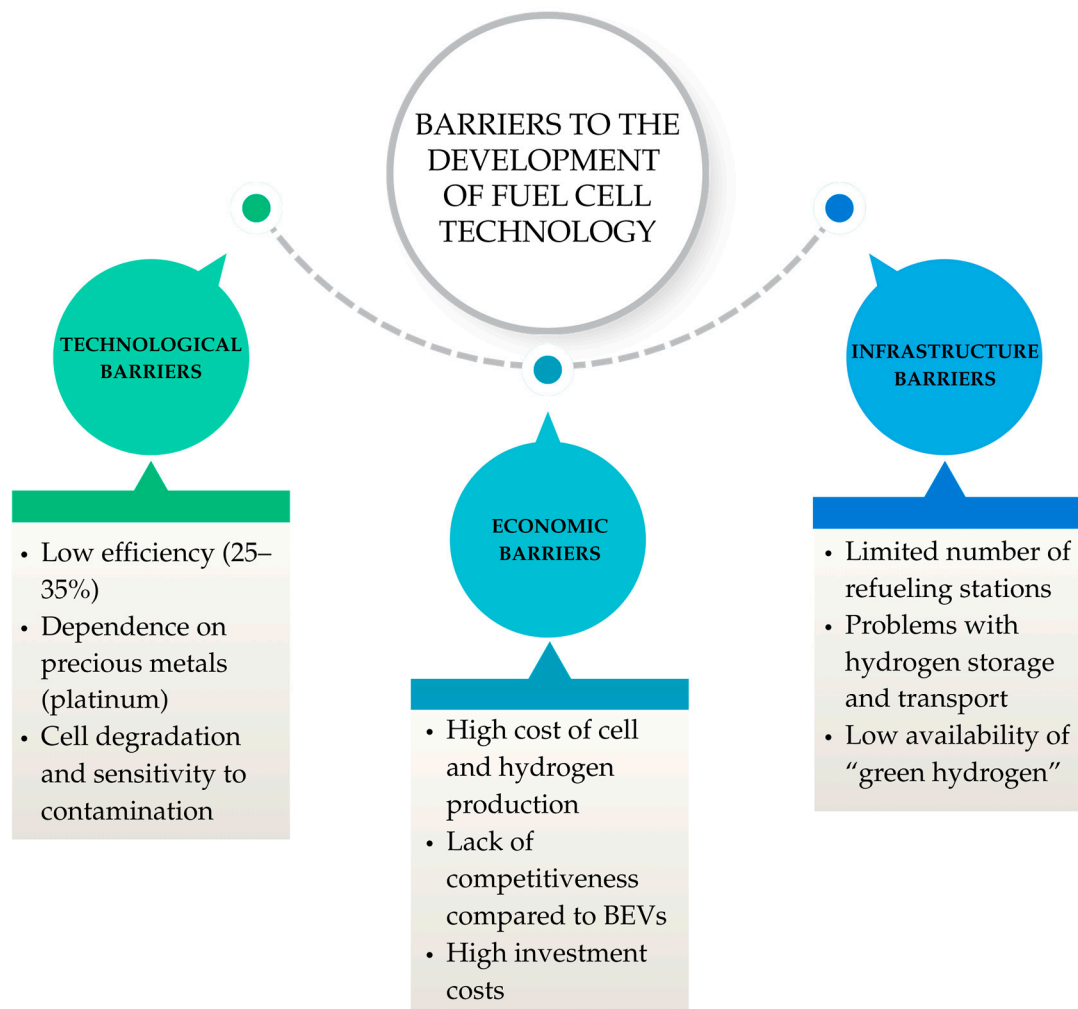 BARRIERS TO THE
DEVELOPMENT
OF FUEL CELL
TECHNOLOGY
TECHNOLOGICAL
BARRIERS
• Low efficiency (25–
35%)
• Dependence on
precious metals
(platinum)
• Cell degradation
and sensitivity to
contamination
ECONOMIC
BARRIERS
• High cost of cell
and hydrogen
production
• Lack of
competitiveness
compared to BEVs
• High investment
costs
INFRASTRUCTURE
BARRIERS
• Limited number of
refueling stations
• Problems with
hydrogen storage
and transport
• Low availability of
“green hydrogen”